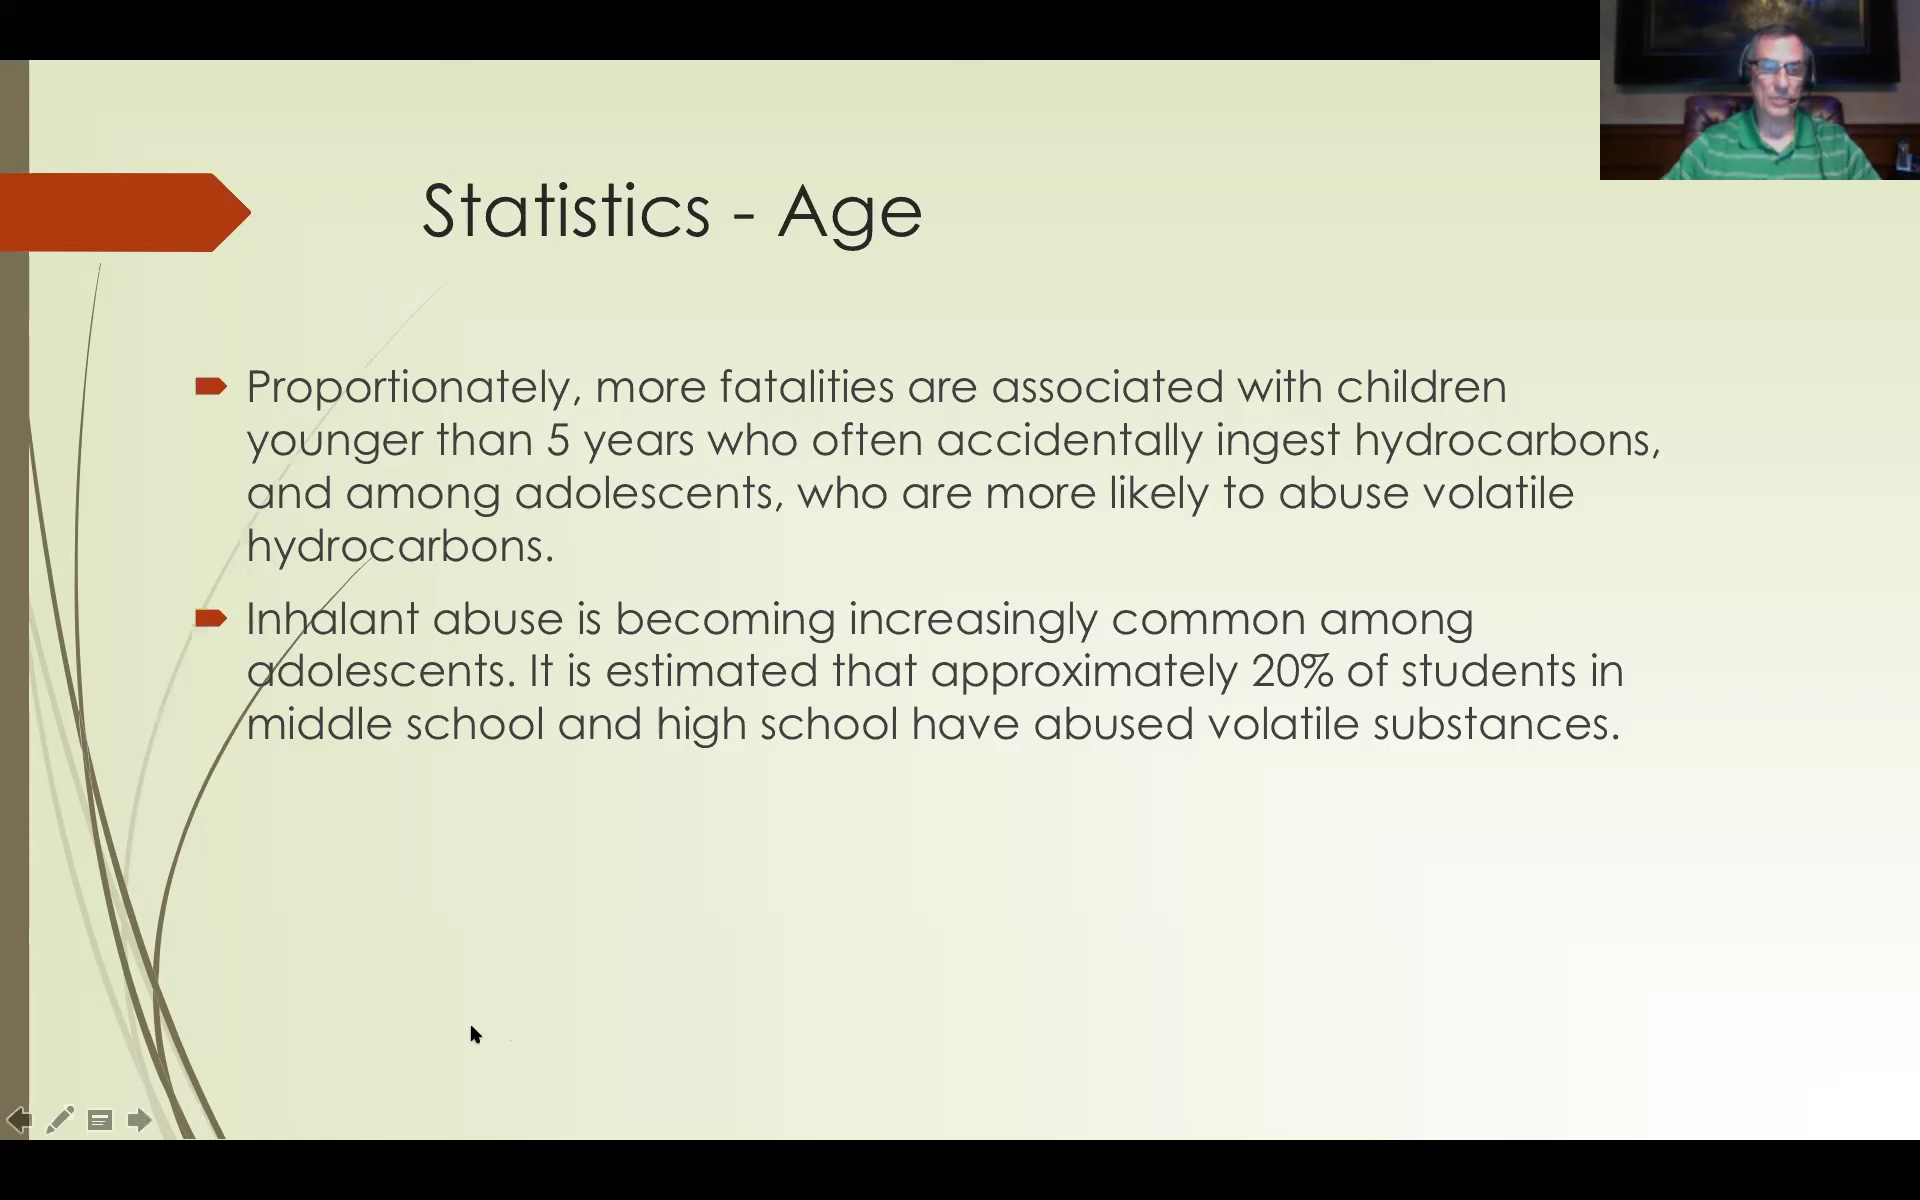 Statistics - Age
Proportionately, more fatalities are associated with children
younger than 5 years who often accidentally ingest hydrocarbons,
and among adolescents, who are more likely to abuse volatile
hydrocarbons.
Inhalant abuse is becoming increasingly common among
adolescents. It is estimated that approximately 20% of students in
middle school and high school have abused volatile substances.